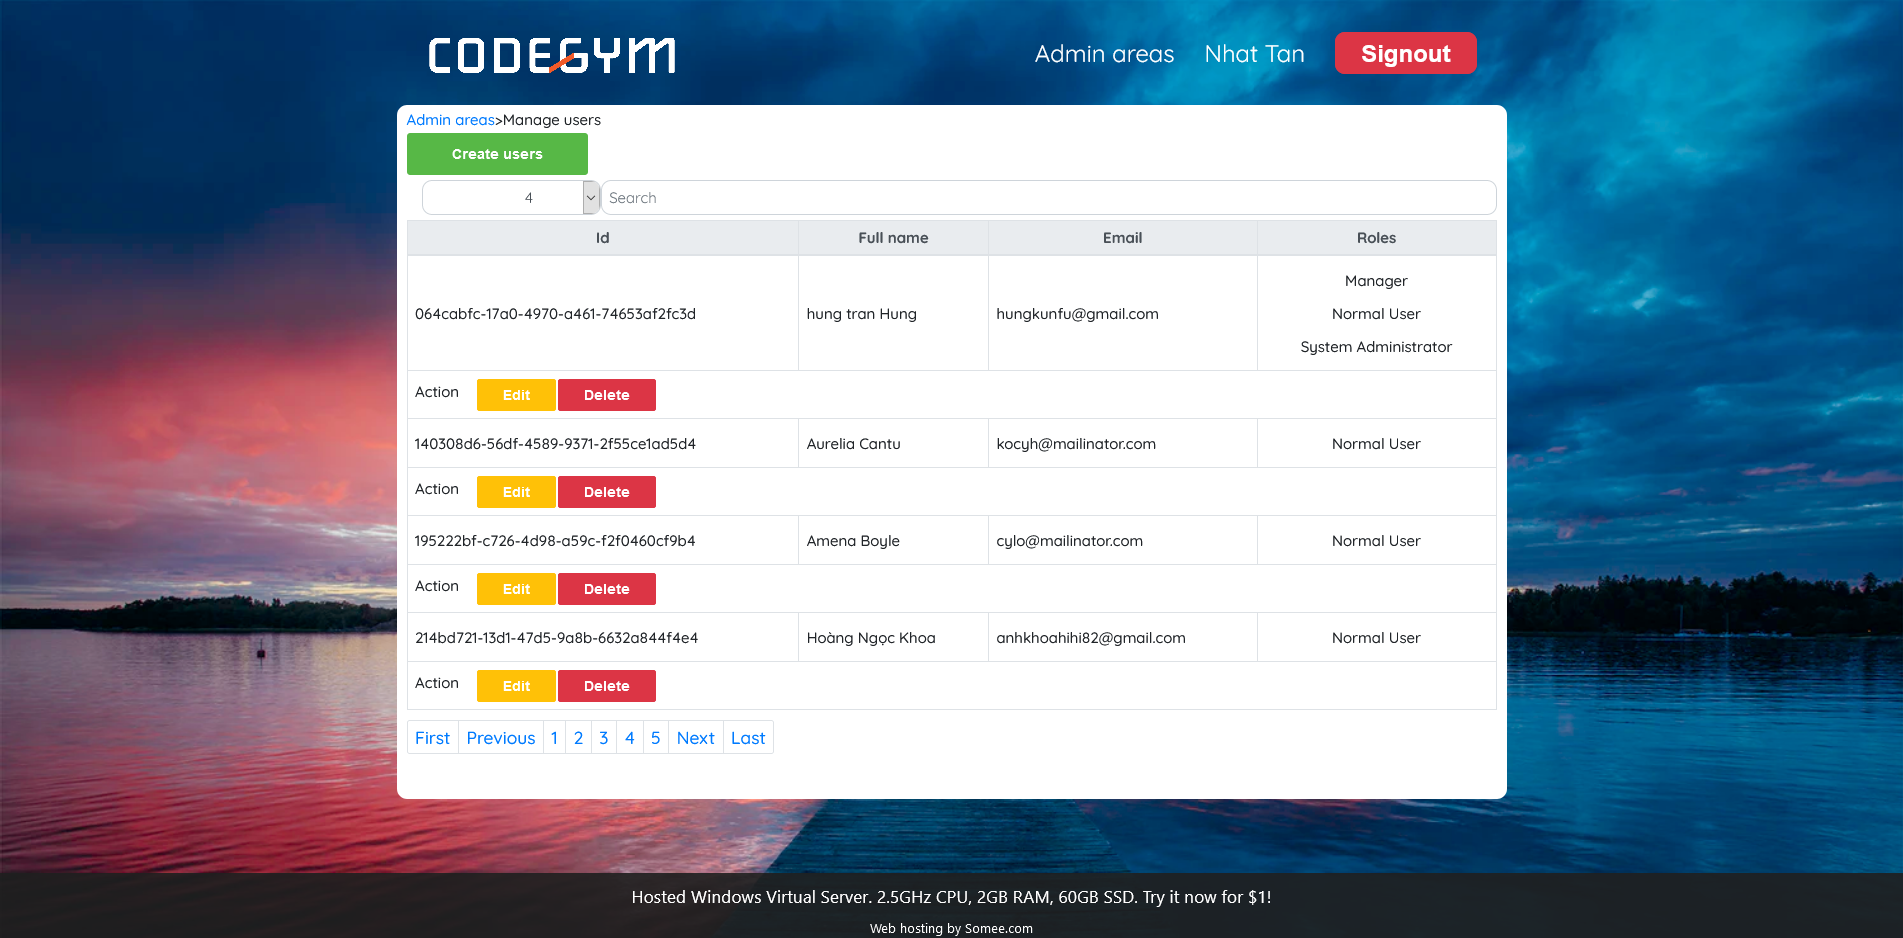 CODEGYM
Admin areas Nhat Tan Signout
Admin areas>Manage users
Create users
4 Search
Id Full name Email Roles
064cabfc-17a0-4970-a461-74653af2fc3d hung tran Hung hungkunfu@gmail.com Manager
Normal User
System Administrator
Action Edit Delete
140308d6-56df-4589-9371-2f55ce1ad5d4 Aurelia Cantu kocyh@mailinator.com Normal User
Action Edit Delete
195222bf-c726-4d98-a59c-f2f0460cf9b4 Amena Boyle cylo@mailinator.com Normal User
Action Edit Delete
214bd721-13d1-47d5-9a8b-6632a844f4e4 Hoàng Ngọc Khoa anhkhoahihi82@gmail.com Normal User
Action Edit Delete
First Previous 1 2 3 4 5 Next Last
Hosted Windows Virtual Server. 2.5GHz CPU, 2GB RAM, 60GB SSD. Try it now for $1!
Web hosting by Somee.com